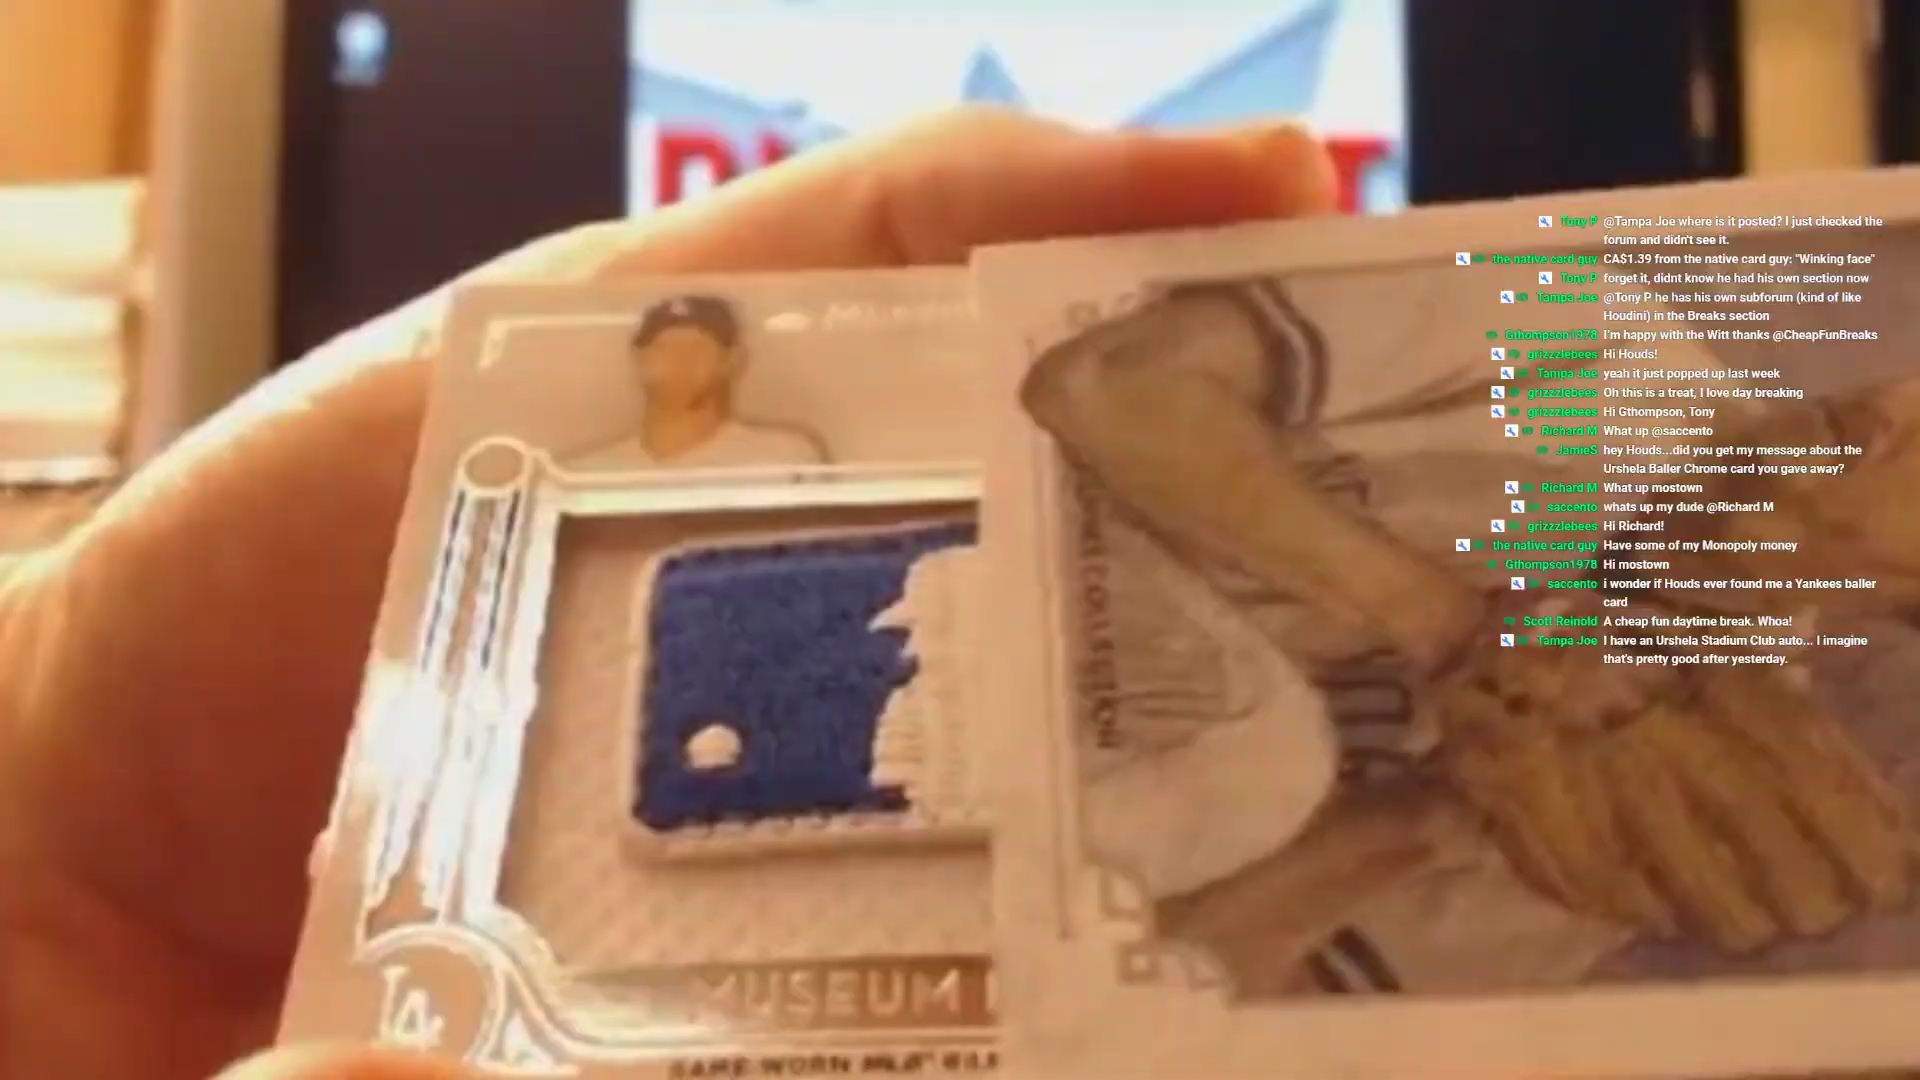 Tony P @Tampa Joe where is it posted? I just checked the
forum and didn't see it.
the native card guy CA$1.39 from the native card guy: "Winking face"
Tony P forget it, didnt know he had his own section now
Tampa Joe @Tony P he has his own subforum (kind of like
Houdini) in the Breaks section
Gthompson1978 I'm happy with the Witt thanks @CheapFunBreaks
grizzzlebees Hi Houds!
Tampa Joe yeah it just popped up last week
grizzzlebees Oh this is a treat, I love day breaking
grizzzlebees Hi Gthompson, Tony
Richard M What up @saccento
JamieS hey Houds...did you get my message about the
Urshela Baller Chrome card you gave away?
Richard M What up mostown
saccento whats up my dude @Richard M
grizzzlebees Hi Richard!
the native card guy Have some of my Monopoly money
Gthompson1978 Hi mostown
saccento i wonder if Houds ever found me a Yankees baller
card
Scott Reinold A cheap fun daytime break. Whoa!
Tampa Joe I have an Urshela Stadium Club auto... I imagine
that's pretty good after yesterday.
COLLECTION
LA
MUSEUM
GAME-WORN MLB